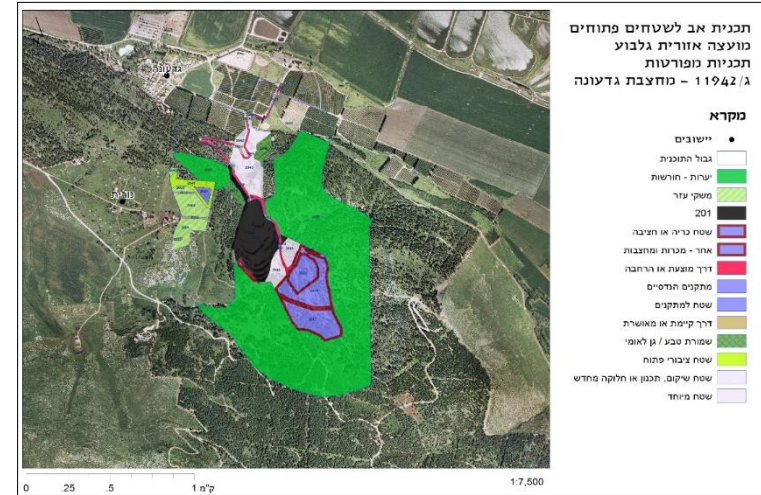 תכנית אב לשטחים פתוחים
מועצה אזורית גלבוע
תכניות מפורטות
ג/11942 – מחצבת גדעונה
מקרא
יישובים
גבול התוכנית
יערות - חורשות
משקי עזר
201
שטח כריה או חציבה
אחר - מכרות ומחצבות
דרך מוצעת או הרחבה
מתקנים הנדסיים
שטח למתקנים
דרך קיימת או מאושרת
שמורת טבע / גן לאומי
שטח ציבורי פתוח
שטח שיקום, תכנון או חלוקה מחדש
שטח מיוחד
גדעונה
נורית
0 .25 .5 1 ק"מ
1:7,500